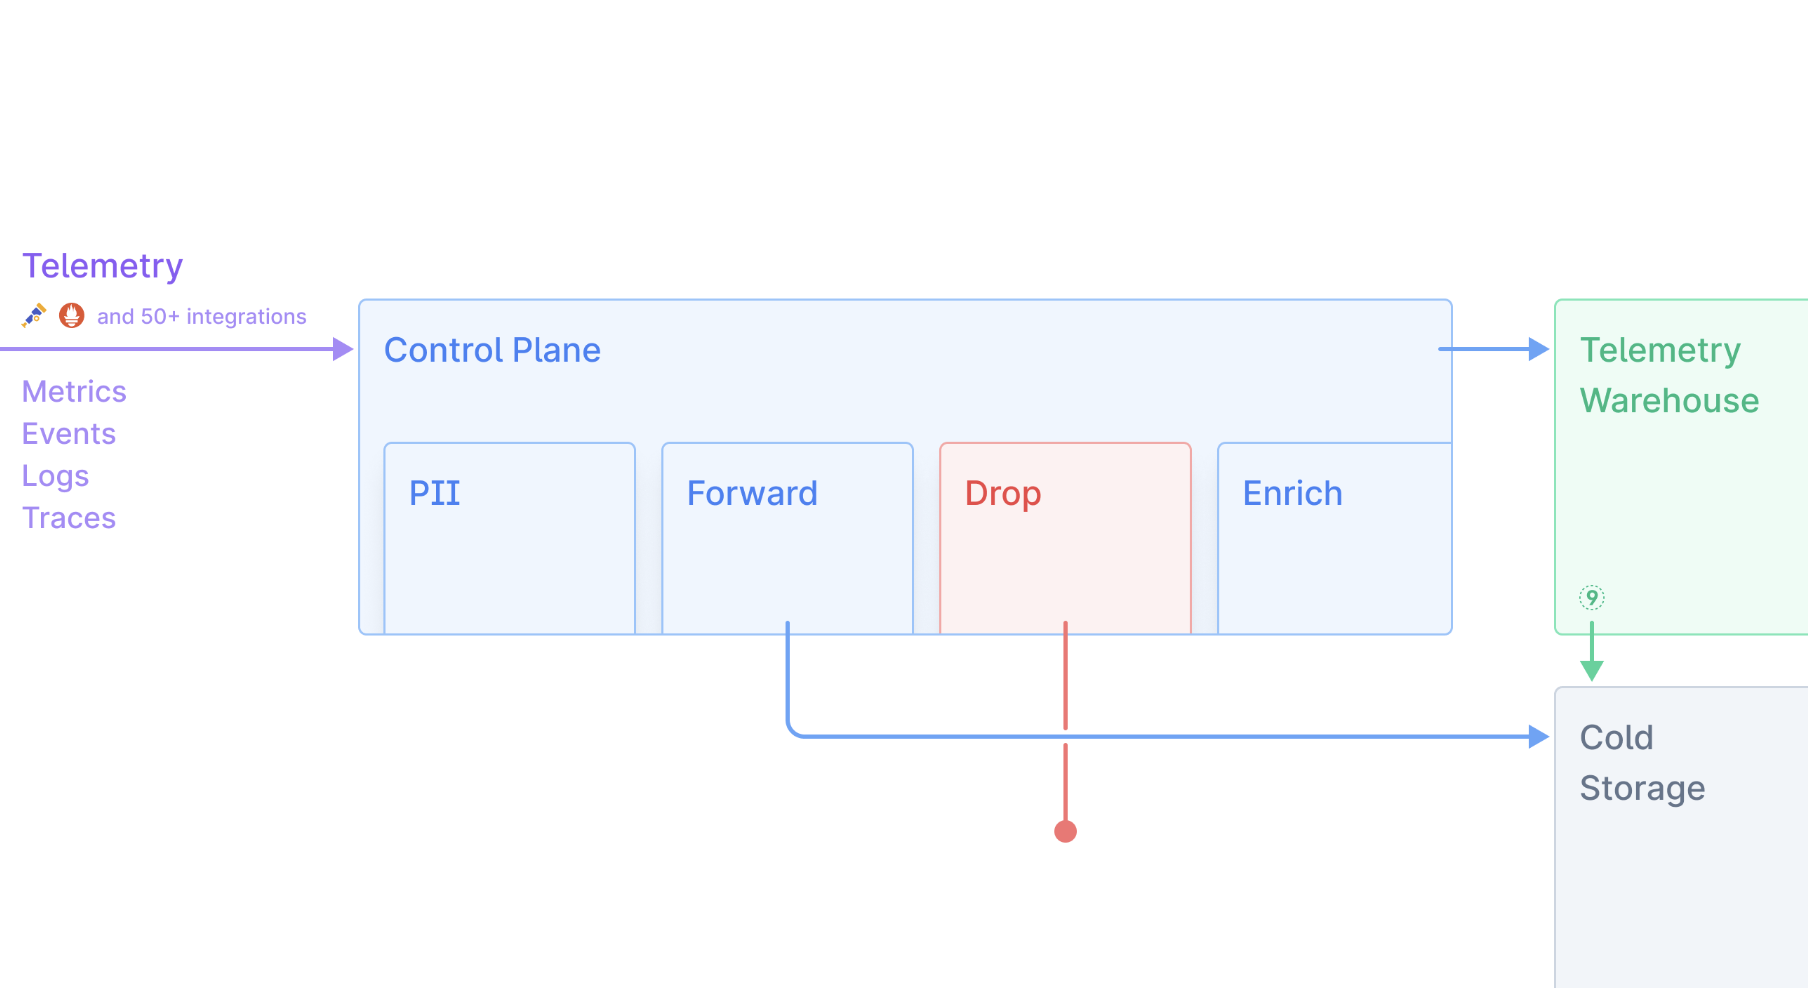 Telemetry
and 50+ integrations
Metrics
Events
Logs
Traces
Control Plane
PII
Forward
Drop
Enrich
Telemetry
Warehouse
9
Cold
Storage